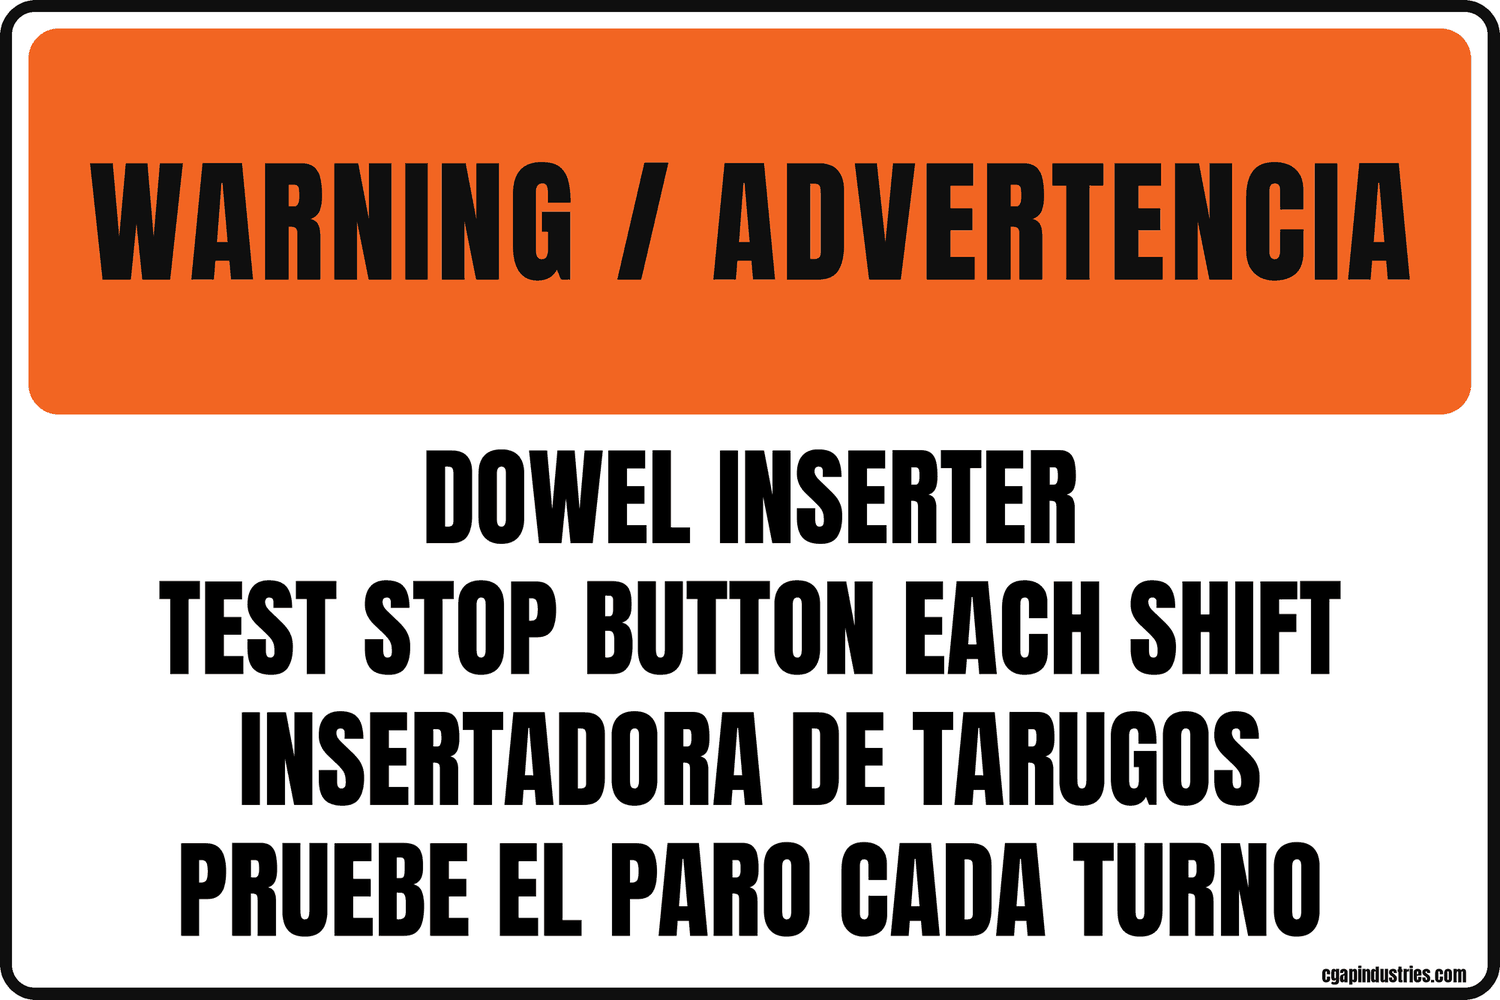 WARNING / ADVERTENCIA
DOWEL INSERTER
TEST STOP BUTTON EACH SHIFT
INSERTADORA DE TARUGOS
PRUEBE EL PARO CADA TURNO
cgapindustries.com